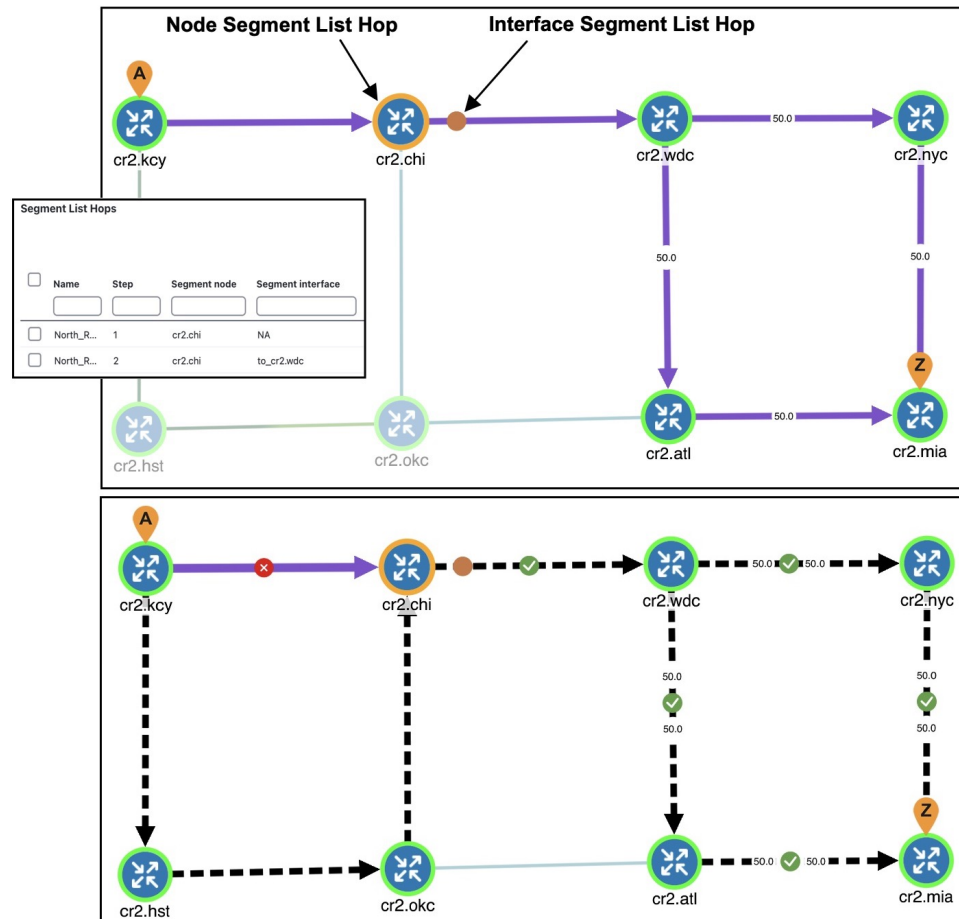 Node Segment List Hop
Interface Segment List Hop
A
cr2.kcy
cr2.chi
cr2.wdc
50.0
cr2.nyc
Segment List Hops
Name Step Segment node Segment interface
North_R... 1 cr2.chi NA
North_R... 2 cr2.chi to_cr2.wdc
50.0
50.0
Z
cr2.hst
cr2.okc
cr2.atl
50.0
cr2.mia
A
cr2.kcy
cr2.chi
cr2.wdc
50.0 50.0
cr2.nyc
50.0
50.0
50.0
50.0
Z
cr2.hst
cr2.okc
cr2.atl
50.0 50.0
cr2.mia